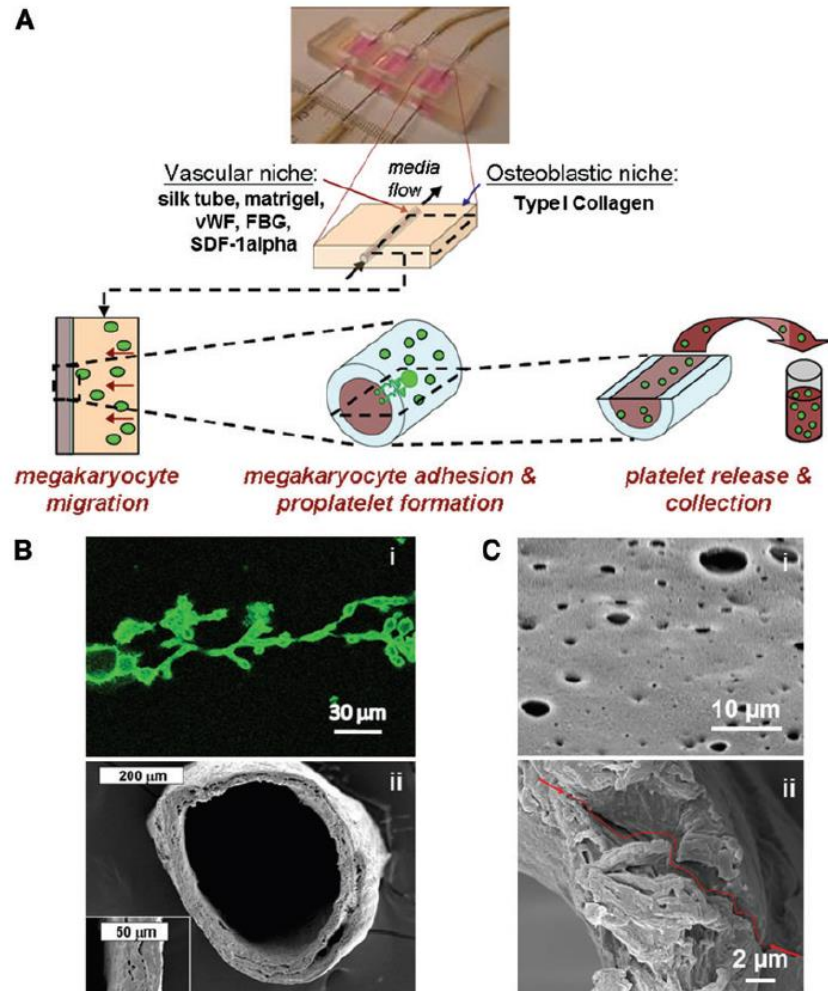 A
Vascular niche:
silk tube, matrigel,
vWF, FBG,
SDF-1alpha
media
flow
Osteoblastic niche:
TypeI Collagen
megakaryocyte
migration
megakaryocyte adhesion &
proplatelet formation
platelet release &
collection
B
i
30 µm
200 µm
ii
50 µm
C
i
10 µm
ii
2 µm